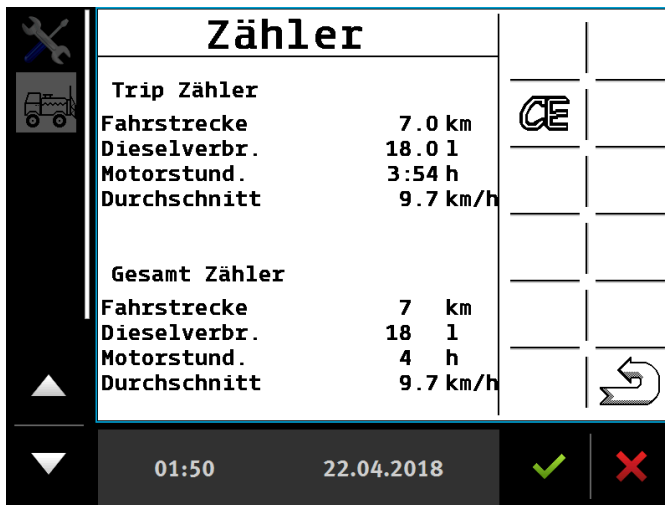 Zähler
Trip Zähler
Fahrstrecke 7.0 km
Dieselverbr. 18.0 l
Motorstund. 3:54 h
Durchschnitt 9.7 km/h
CE
Gesamt Zähler
Fahrstrecke 7 km
Dieselverbr. 18 l
Motorstund. 4 h
Durchschnitt 9.7 km/h
01:50 22.04.2018